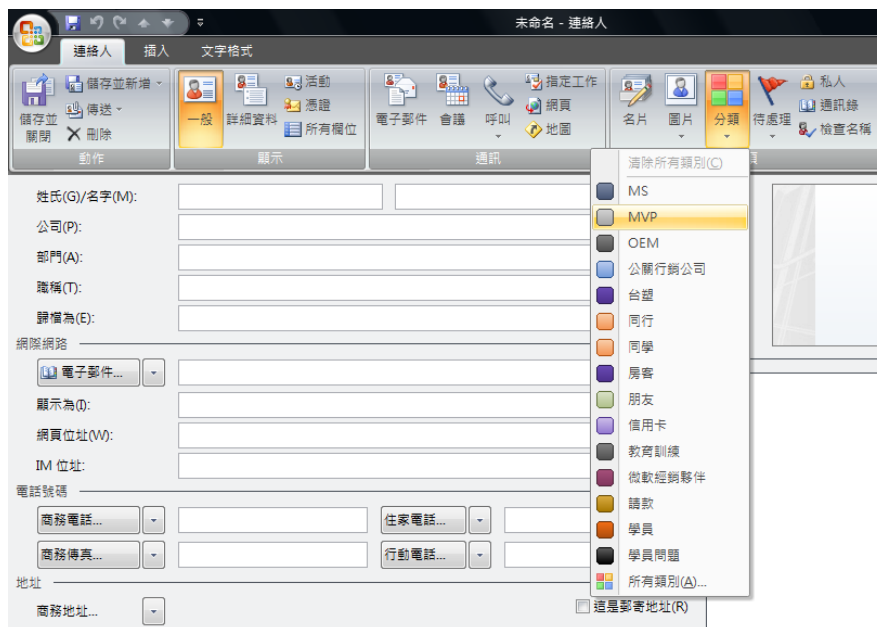 未命名 - 連絡人
連絡人 插入 文字格式
儲存並關閉
儲存並新增
傳送
刪除
動作
一般
詳細資料
活動
憑證
所有欄位
顯示
電子郵件
會議
呼叫
指定工作
網頁
地圖
通訊
名片
圖片
分類
待處理
私人
通訊錄
檢查名稱
姓氏(G)/名字(M):
公司(P):
部門(A):
職稱(T):
歸檔為(E):
網際網路
電子郵件...
顯示為(I):
網頁位址(W):
IM 位址:
電話號碼
商務電話...
住家電話...
商務傳真...
行動電話...
地址
商務地址...
這是郵寄地址(R)
清除所有類別(C)
MS
MVP
OEM
公關行銷公司
台塑
同行
同學
房客
朋友
信用卡
教育訓練
微軟經銷夥伴
請款
學員
學員問題
所有類別(A)...